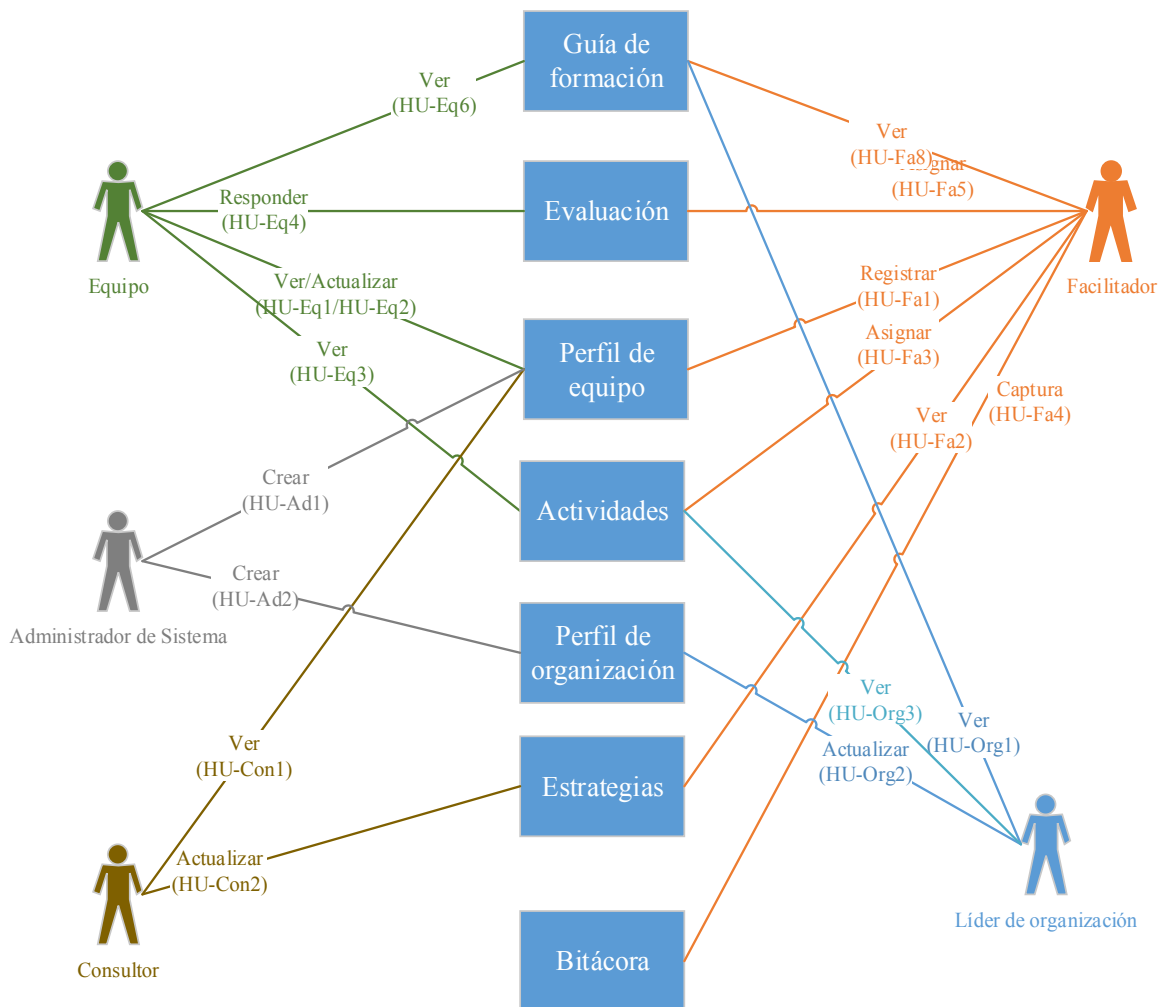 Guía de
formación
Ver
(HU-Eq6)
Ver
(HU-Fa8)
Asignar
(HU-Fa5)
Responder
(HU-Eq4)
Evaluación
Equipo
Facilitador
Ver/Actualizar
(HU-Eq1/HU-Eq2)
Registrar
(HU-Fa1)
Perfil de
equipo
Ver
(HU-Eq3)
Asignar
(HU-Fa3)
Captura
(HU-Fa4)
Ver
(HU-Fa2)
Crear
(HU-Ad1)
Actividades
Crear
(HU-Ad2)
Administrador de Sistema
Perfil de
organización
Ver
(HU-Org3)
Ver
(HU-Org1)
Ver
(HU-Con1)
Actualizar
(HU-Org2)
Estrategias
Actualizar
(HU-Con2)
Líder de organización
Bitácora
Consultor